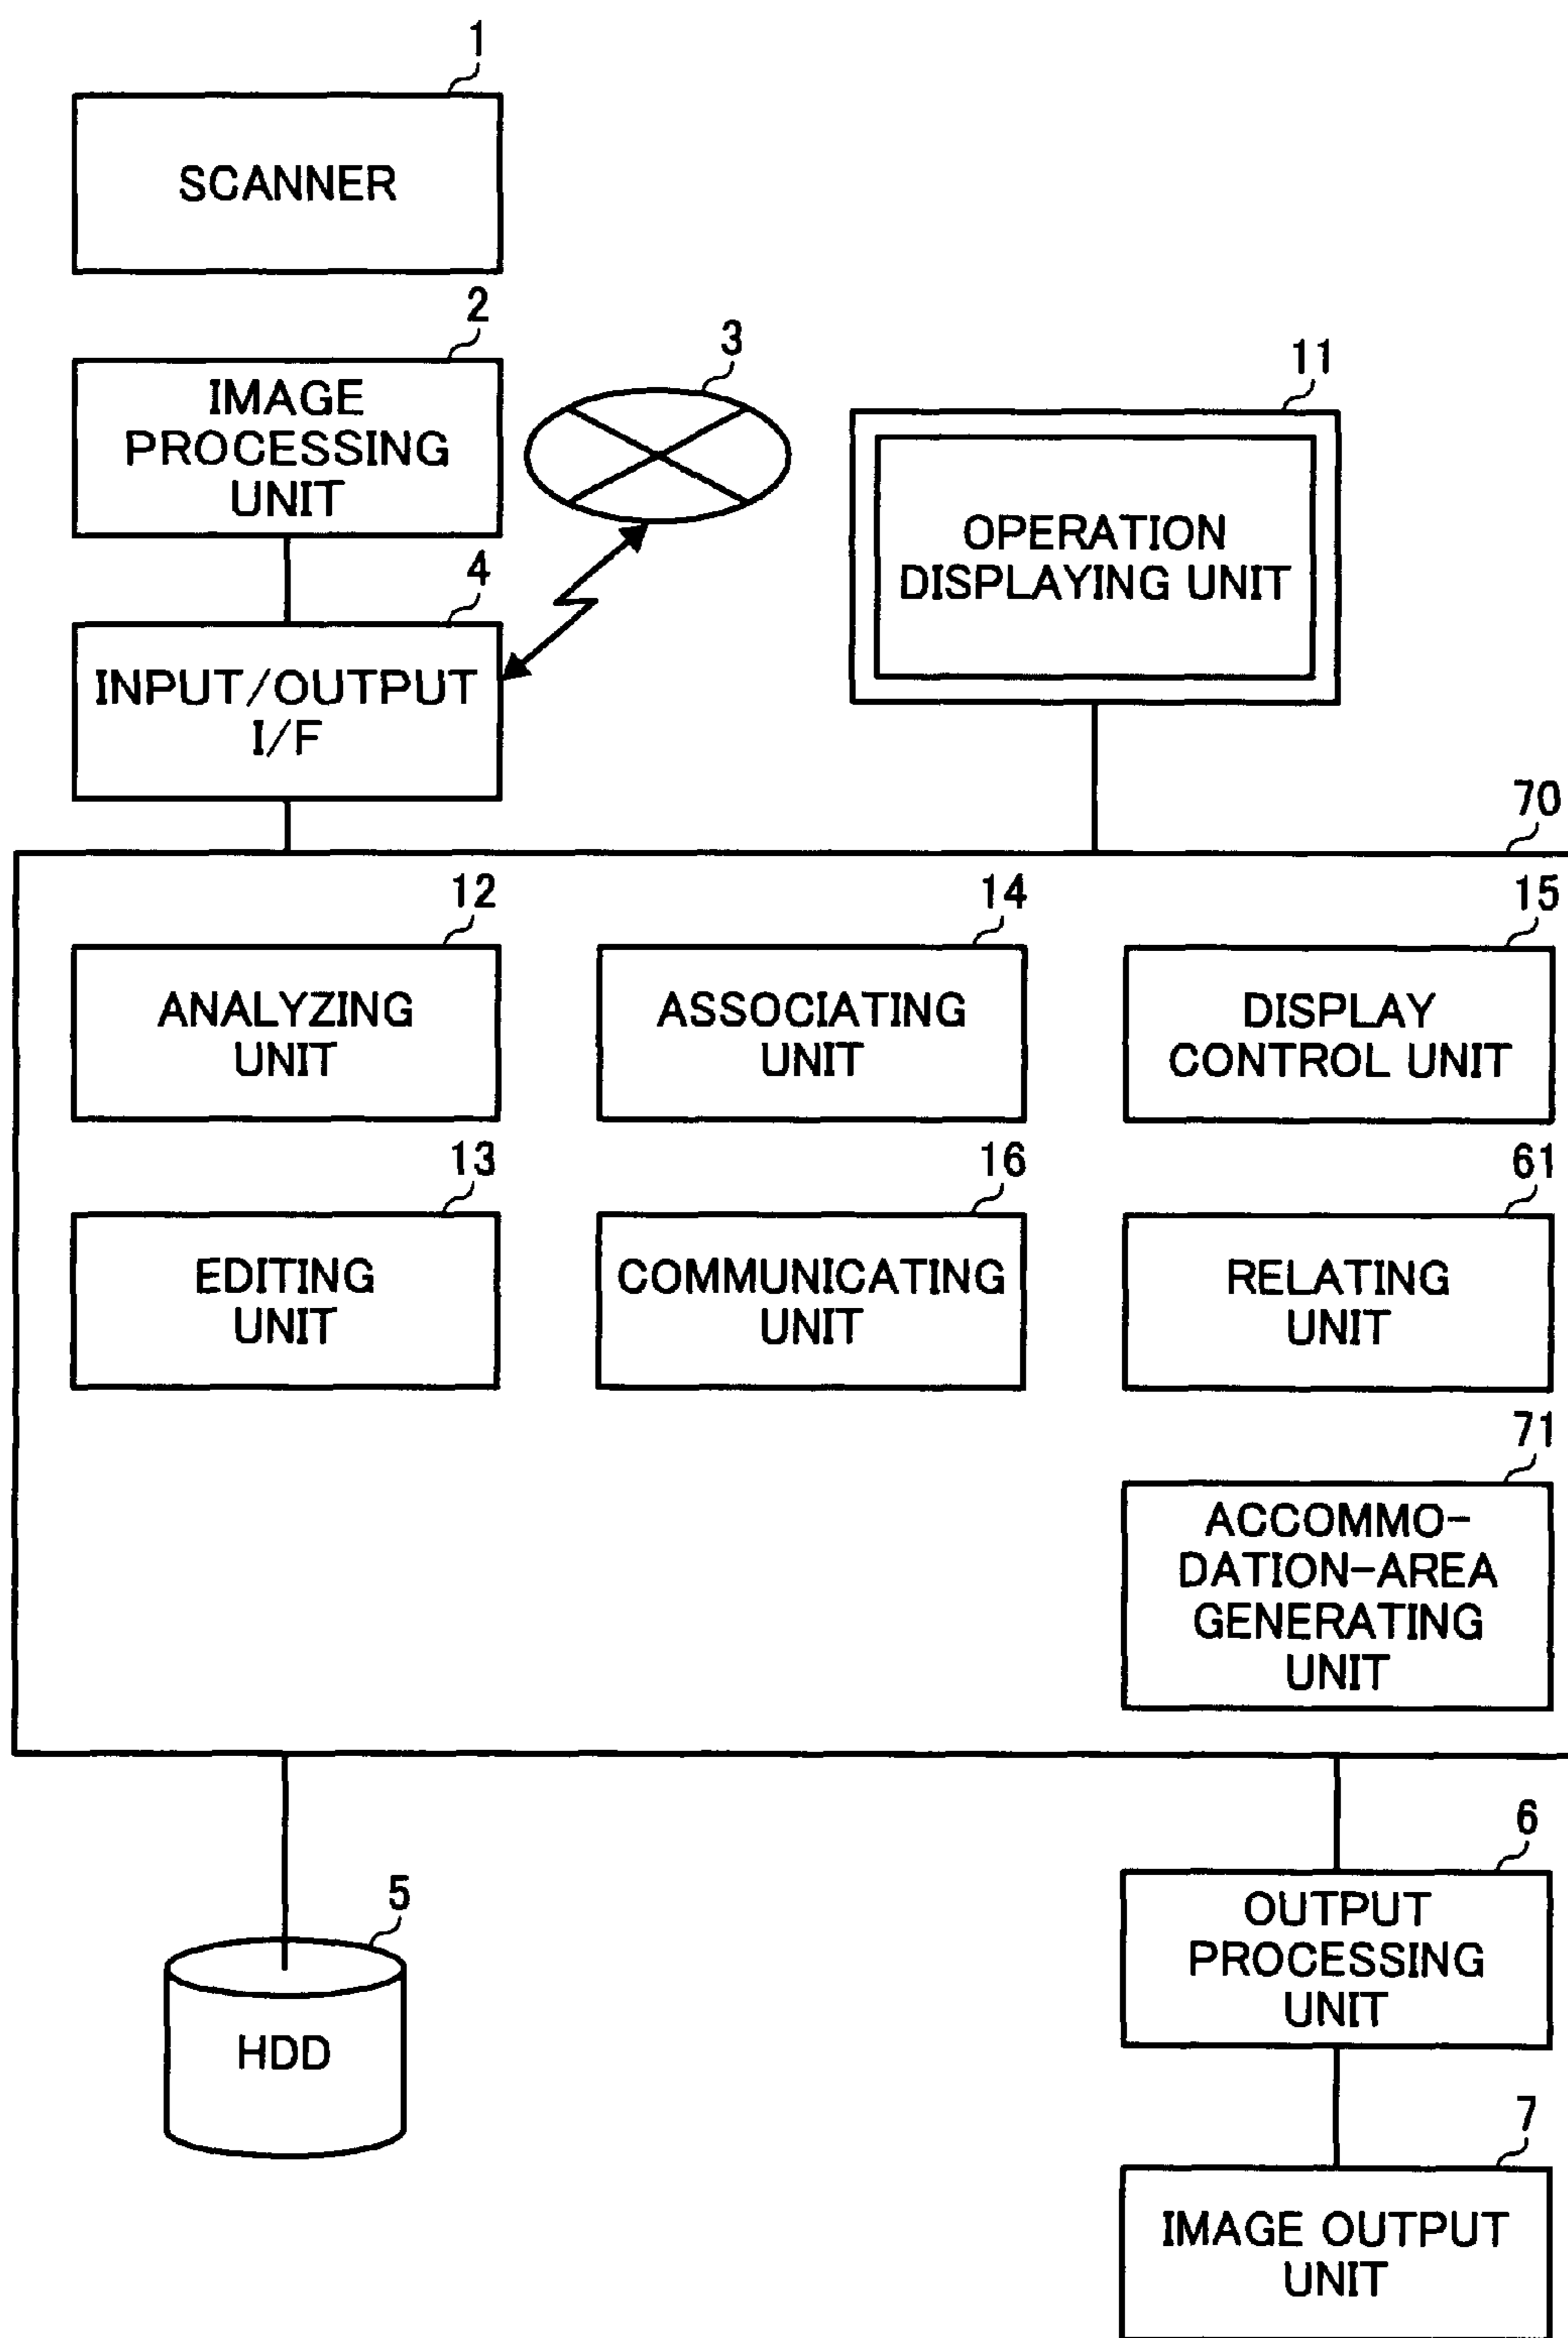 1
SCANNER
2
IMAGE
PROCESSING
UNIT
3
11
OPERATION
DISPLAYING UNIT
4
INPUT/OUTPUT
I/F
70
12
ANALYZING
UNIT
14
ASSOCIATING
UNIT
15
DISPLAY
CONTROL UNIT
13
EDITING
UNIT
16
COMMUNICATING
UNIT
61
RELATING
UNIT
71
ACCOMMO-
DATION-AREA
GENERATING
UNIT
5
HDD
6
OUTPUT
PROCESSING
UNIT
7
IMAGE OUTPUT
UNIT